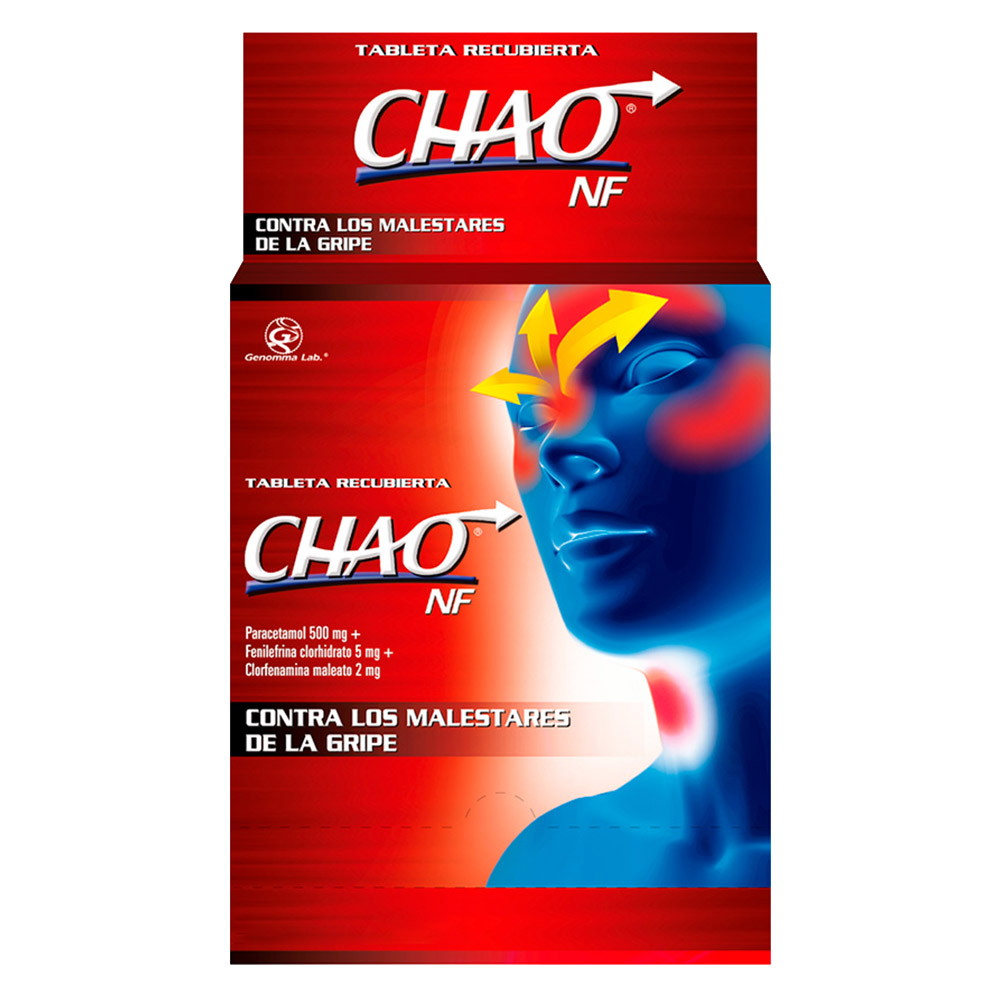 TABLETA RECUBIERTA
CHAO®
NF
CONTRA LOS MALESTARES
DE LA GRIPE
Genomma Lab.®
TABLETA RECUBIERTA
CHAO®
NF
Paracetamol 500 mg +
Fenilefrina clorhidrato 5 mg +
Clorfenamina maleato 2 mg
CONTRA LOS MALESTARES
DE LA GRIPE